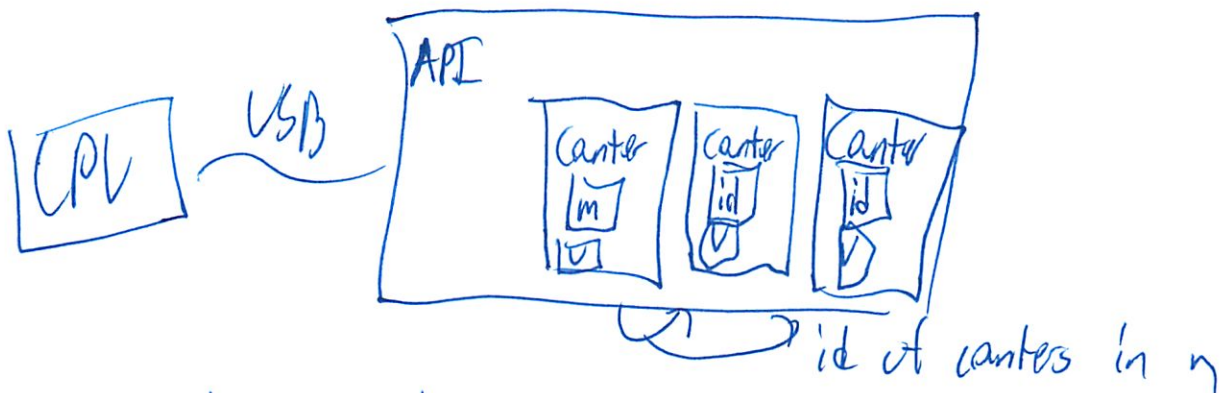 API
USB
CPU
Canter Canter Canter
m id id
v v v
id of canters in m